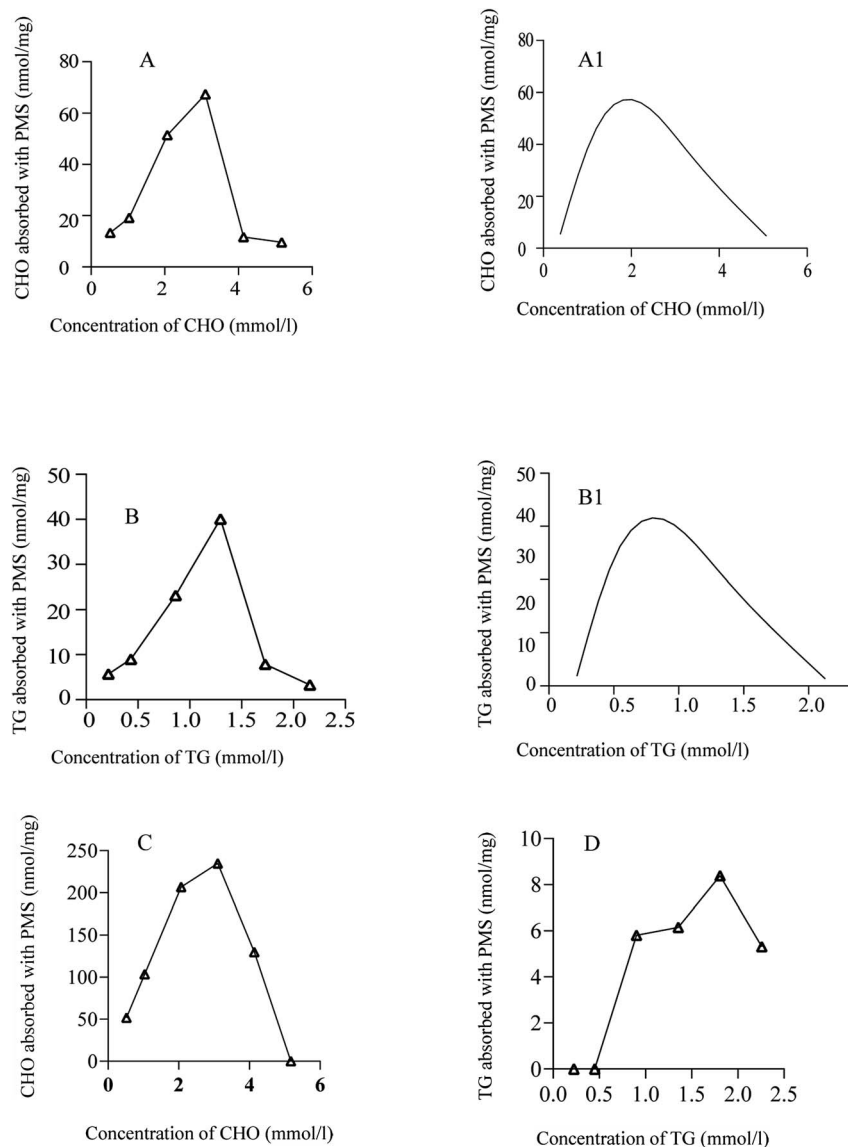 A
CHO absorbed with PMS (nmol/mg)
80
60
40
20
0
0 2 4 6
Concentration of CHO (mmol/l)
A1
CHO absorbed with PMS (nmol/mg)
80
60
40
20
0
0 2 4 6
Concentration of CHO (mmol/l)
B
TG absorbed with PMS (nmol/mg)
50
40
30
20
10
0
0 0.5 1.0 1.5 2.0 2.5
Concentration of TG (mmol/l)
B1
TG absorbed with PMS (nmol/mg)
50
40
30
20
10
0
0 0.5 1.0 2.0
Concentration of TG (mmol/l)
C
CHO absorbed with PMS (nmol/mg)
250
200
150
100
50
0
0 2 4 6
Concentration of CHO (mmol/l)
D
TG absorbed with PMS (nmol/mg)
10
8
6
4
2
0
0.0 0.5 1.0 1.5 2.0 2.5
Concentration of TG (mmol/l)